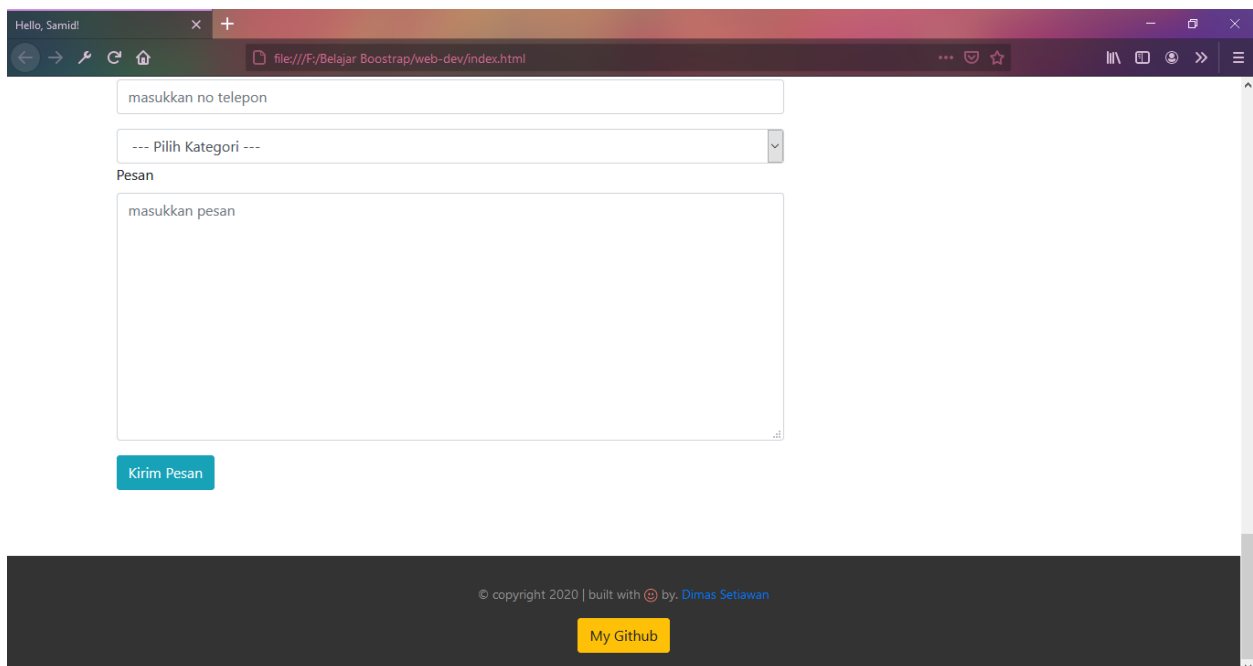 Hello, Samid!
file:///F:/Belajar Boostrap/web-dev/index.html
masukkan no telepon
--- Pilih Kategori ---
Pesan
masukkan pesan
Kirim Pesan
© copyright 2020 | built with by. Dimas Setiawan
My Github